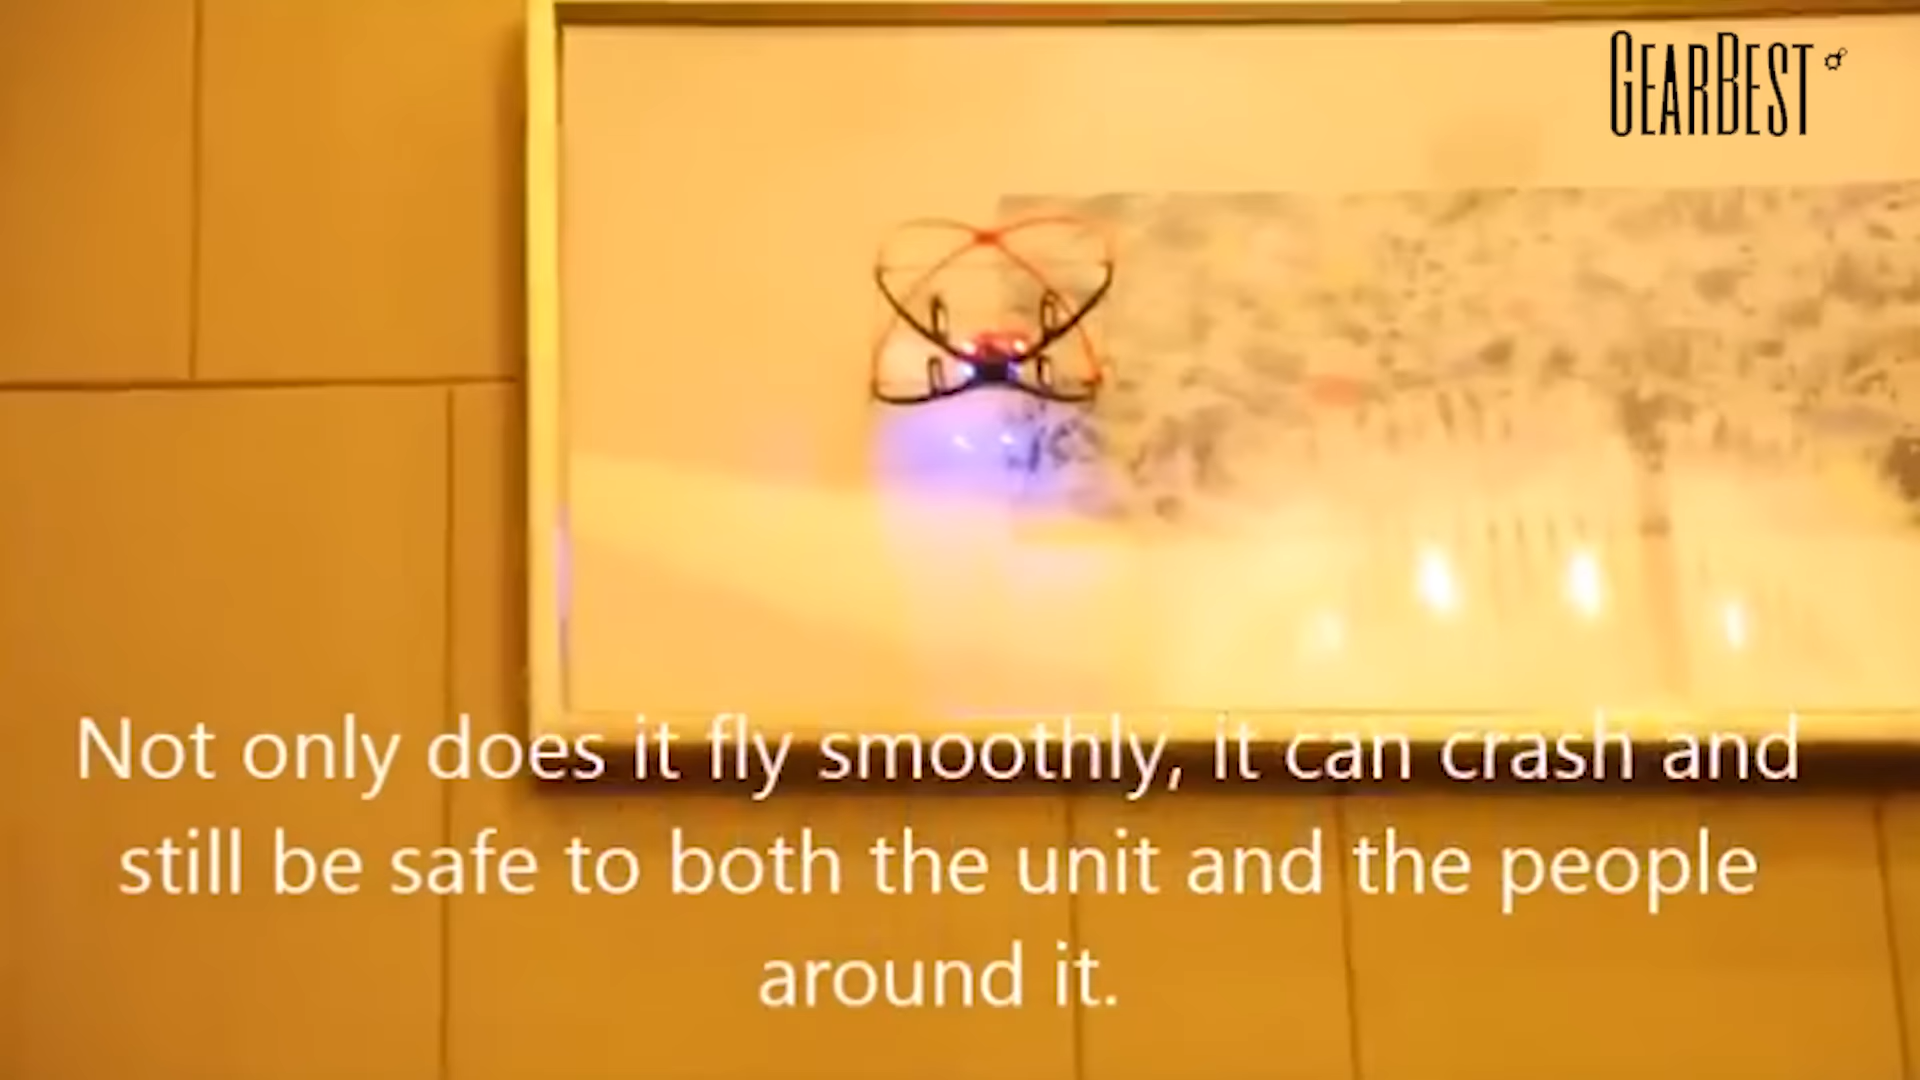 GEARBEST
Not only does it fly smoothly, it can crash and
still be safe to both the unit and the people
around it.